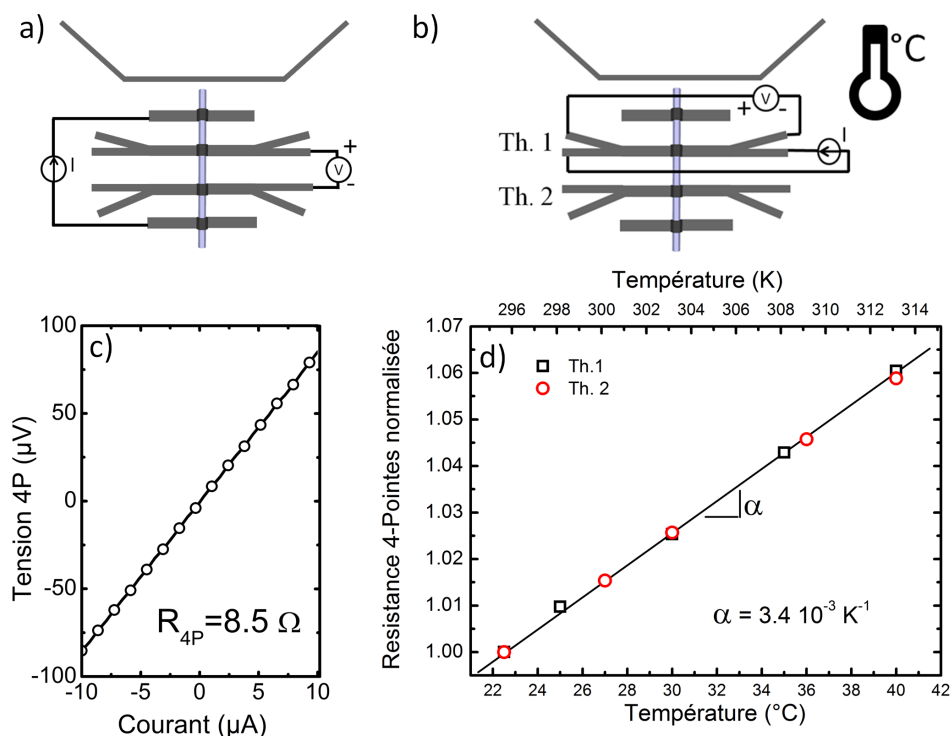 a)
I
+
V
-
b)
°C
V
+ -
I
Th. 1
Th. 2
c)
Tension 4P (µV)
100
50
0
-50
-100
R4P=8.5 Ω
-10 -5 0 5 10
Courant (µA)
Température (K)
296 298 300 302 304 306 308 310 312 314
d)
Resistance 4-Pointes normalisée
1.07
1.06
1.05
1.04
1.03
1.02
1.01
1.00
Th.1
Th. 2
α
α = 3.4 10⁻³ K⁻¹
22 24 26 28 30 32 34 36 38 40 42
Température (°C)